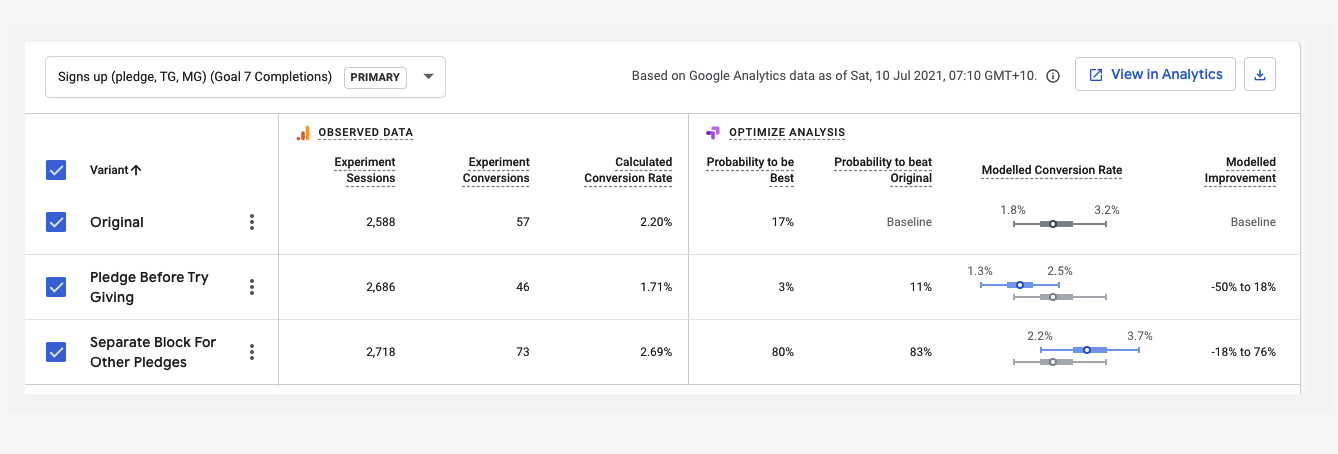 Signs up (pledge, TG, MG) (Goal 7 Completions) PRIMARY
Based on Google Analytics data as of Sat, 10 Jul 2021, 07:10 GMT+10.
View in Analytics
OBSERVED DATA
OPTIMIZE ANALYSIS
Variant
Experiment
Sessions
Experiment
Conversions
Calculated
Conversion Rate
Probability to be
Best
Probability to beat
Original
Modelled Conversion Rate
Modelled
Improvement
Original
2,588
57
2.20%
17%
Baseline
1.8%
3.2%
Baseline
Pledge Before Try
Giving
2,686
46
1.71%
3%
11%
1.3%
2.5%
-50% to 18%
Separate Block For
Other Pledges
2,718
73
2.69%
80%
83%
2.2%
3.7%
-18% to 76%